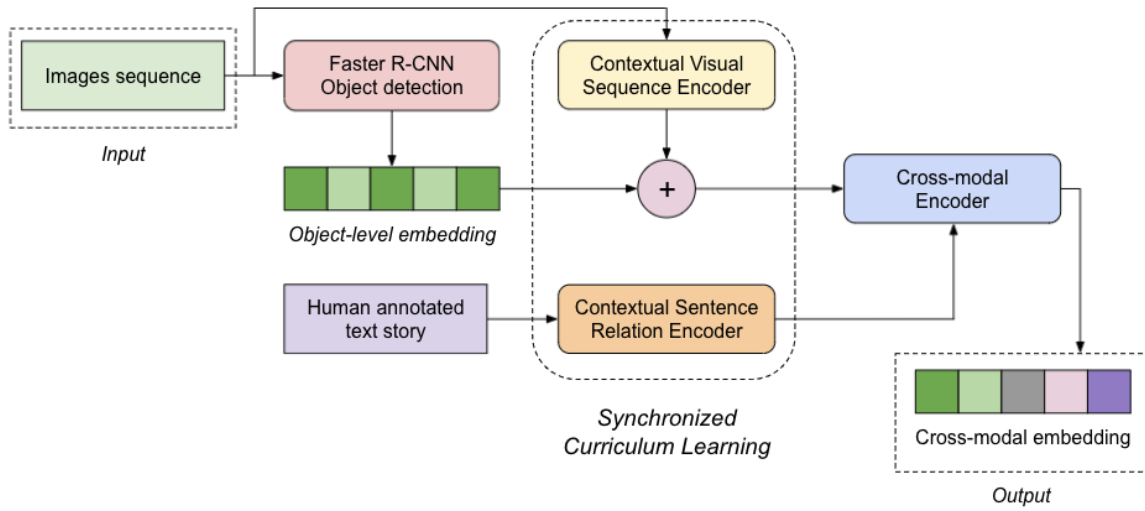 Images sequence
Input
Faster R-CNN
Object detection
Object-level embedding
Human annotated
text story
Contextual Visual
Sequence Encoder
+
Contextual Sentence
Relation Encoder
Synchronized
Curriculum Learning
Cross-modal
Encoder
Cross-modal embedding
Output